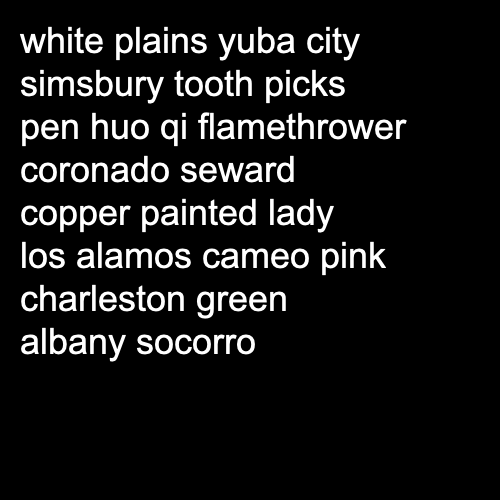 white plains yuba city
simsbury tooth picks
pen huo qi flamethrower
coronado seward
copper painted lady
los alamos cameo pink
charleston green
albany socorro